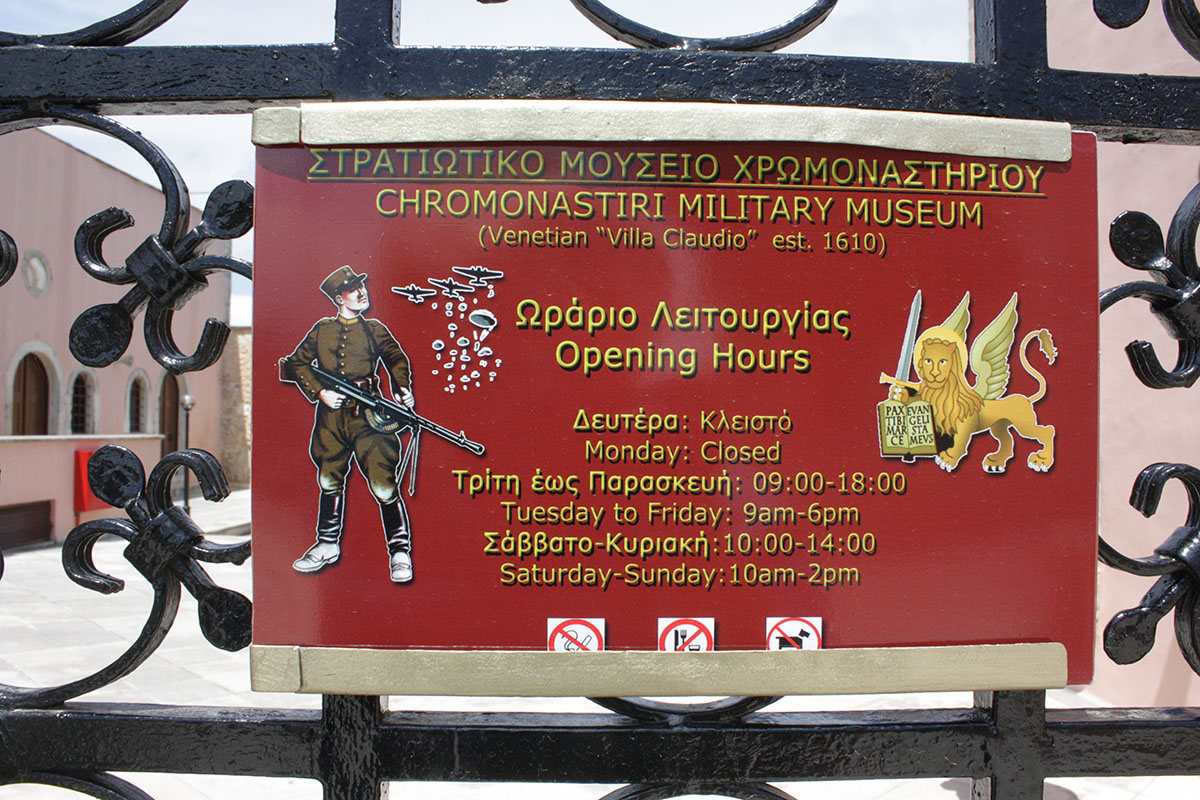 ΣΤΡΑΤΙΩΤΙΚΟ ΜΟΥΣΕΙΟ ΧΡΩΜΟΝΑΣΤΗΡΙΟΥ
CHROMONASTIRI MILITARY MUSEUM
(Venetian “Villa Claudio” est. 1610)
Ωράριο Λειτουργίας
Opening Hours
Δευτέρα: Κλειστό
Monday: Closed
Τρίτη έως Παρασκευή: 09:00-18:00
Tuesday to Friday: 9am-6pm
Σάββατο-Κυριακή:10:00-14:00
Saturday-Sunday:10am-2pm
PAX EVAN
TIBI GELI
MAR STA
CE MEVS